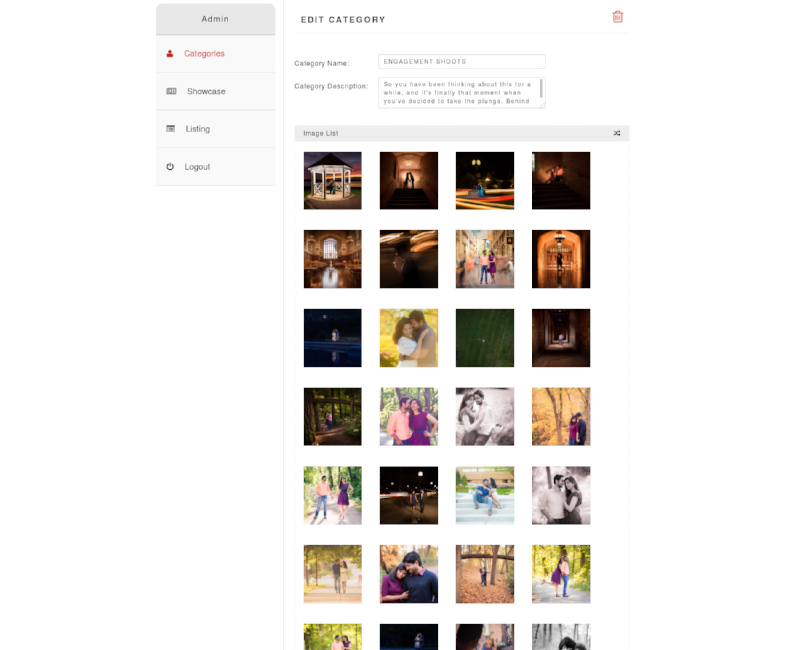 Admin
Categories
Showcase
Listing
Logout
EDIT CATEGORY
Category Name:
ENGAGEMENT SHOOTS
Category Description:
So you have been thinking about this for a
while, and it's finally that moment when
you've decided to take the plunge. Behind
Image List